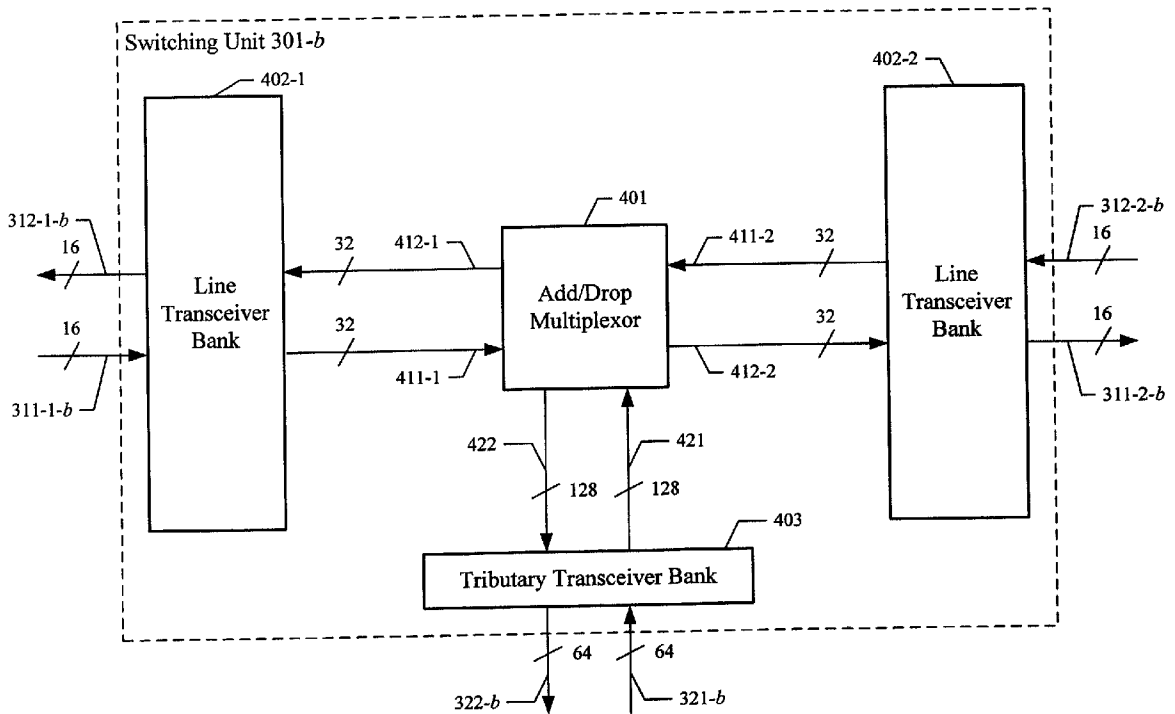 Switching Unit 301-b
402-1
402-2
401
312-1-b
16
32
412-1
411-2
32
312-2-b
16
Line
Transceiver
Bank
Add/Drop
Multiplexor
Line
Transceiver
Bank
16
311-1-b
32
411-1
412-2
32
16
311-2-b
422
421
128
128
403
Tributary Transceiver Bank
64
64
322-b
321-b